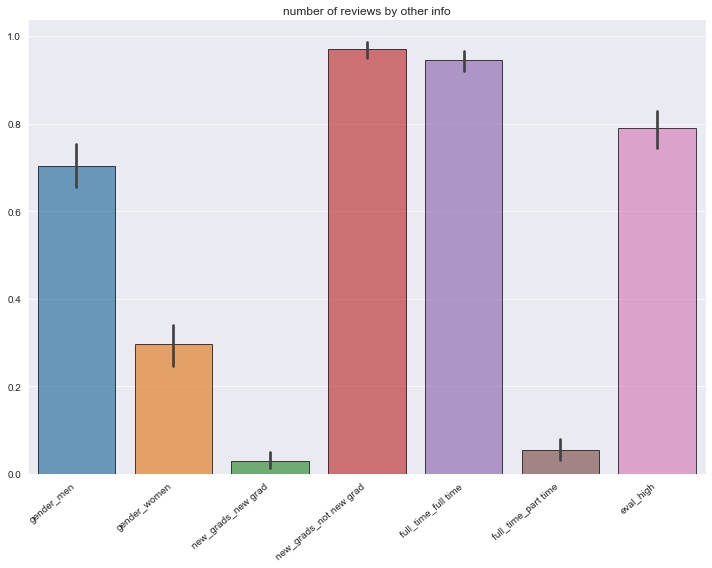 number of reviews by other info
1.0
0.8
0.6
0.4
0.2
0.0
gender_men
gender_women
new_grads_new grad
new_grads_not new grad
full_time_full time
full_time_part time
eval_high